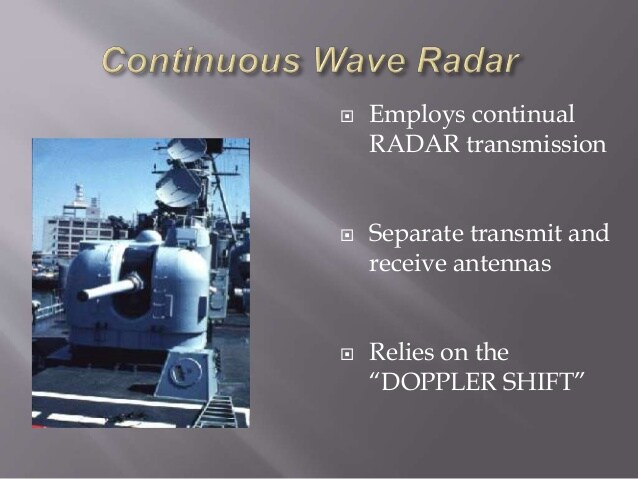 Continuous Wave Radar
Employs continual
RADAR transmission
Separate transmit and
receive antennas
Relies on the
“DOPPLER SHIFT”